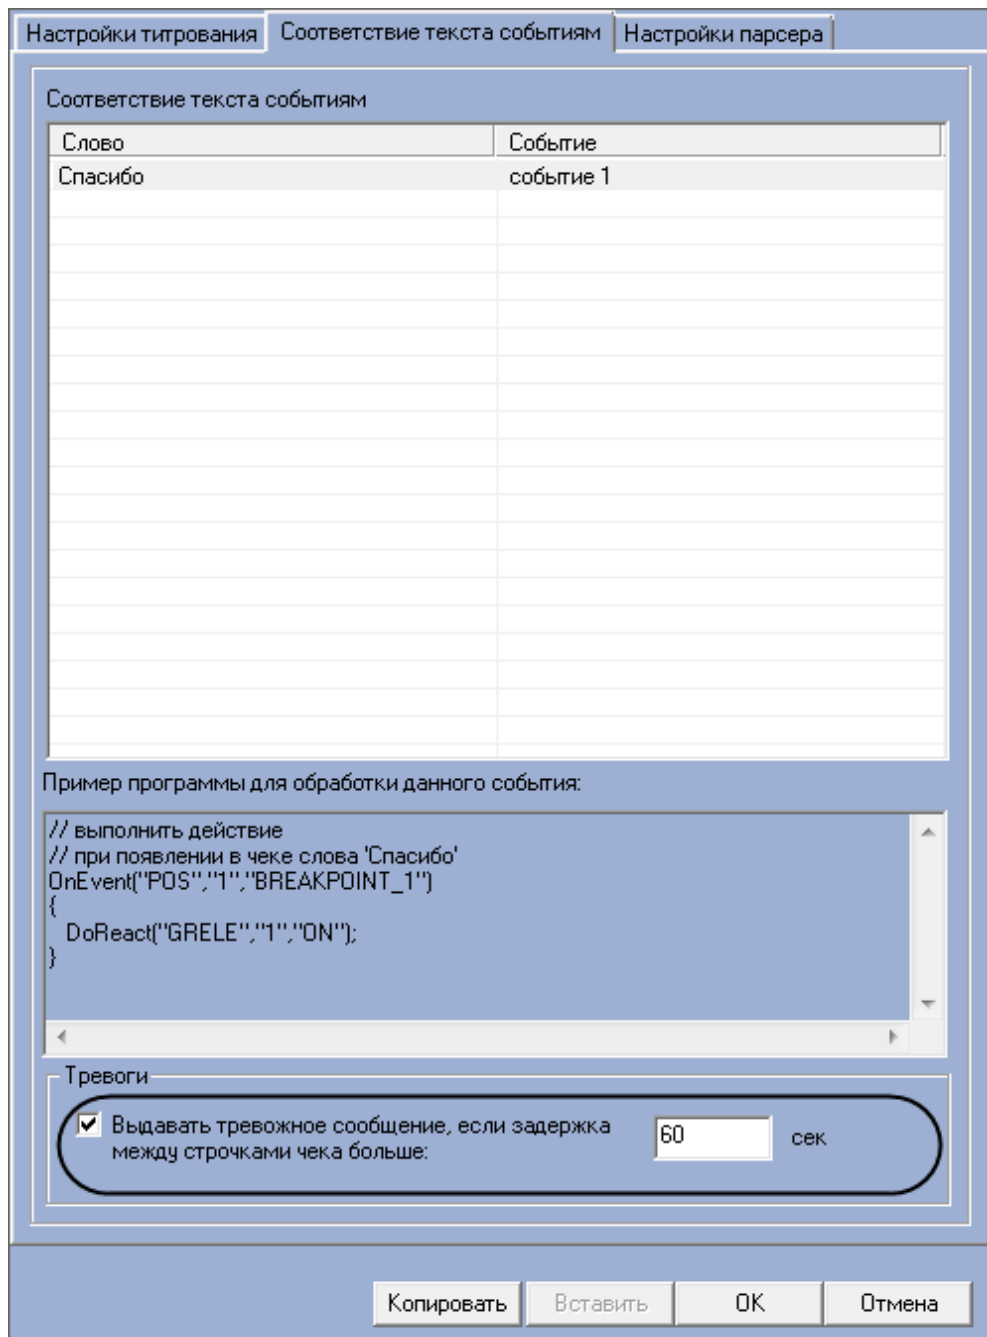 Настройки титрования Соответствие текста событиям Настройки парсера
Соответствие текста событиям
Слово Событие
Спасибо событие 1
Пример программы для обработки данного события:
// выполнить действие
// при появлении в чеке слова 'Спасибо'
OnEvent("POS","1","BREAKPOINT_1")
{
DoReact("GRELE","1","ON");
}
Тревоги
Выдавать тревожное сообщение, если задержка
между строчками чека больше:
60 сек
Копировать Вставить OK Отмена